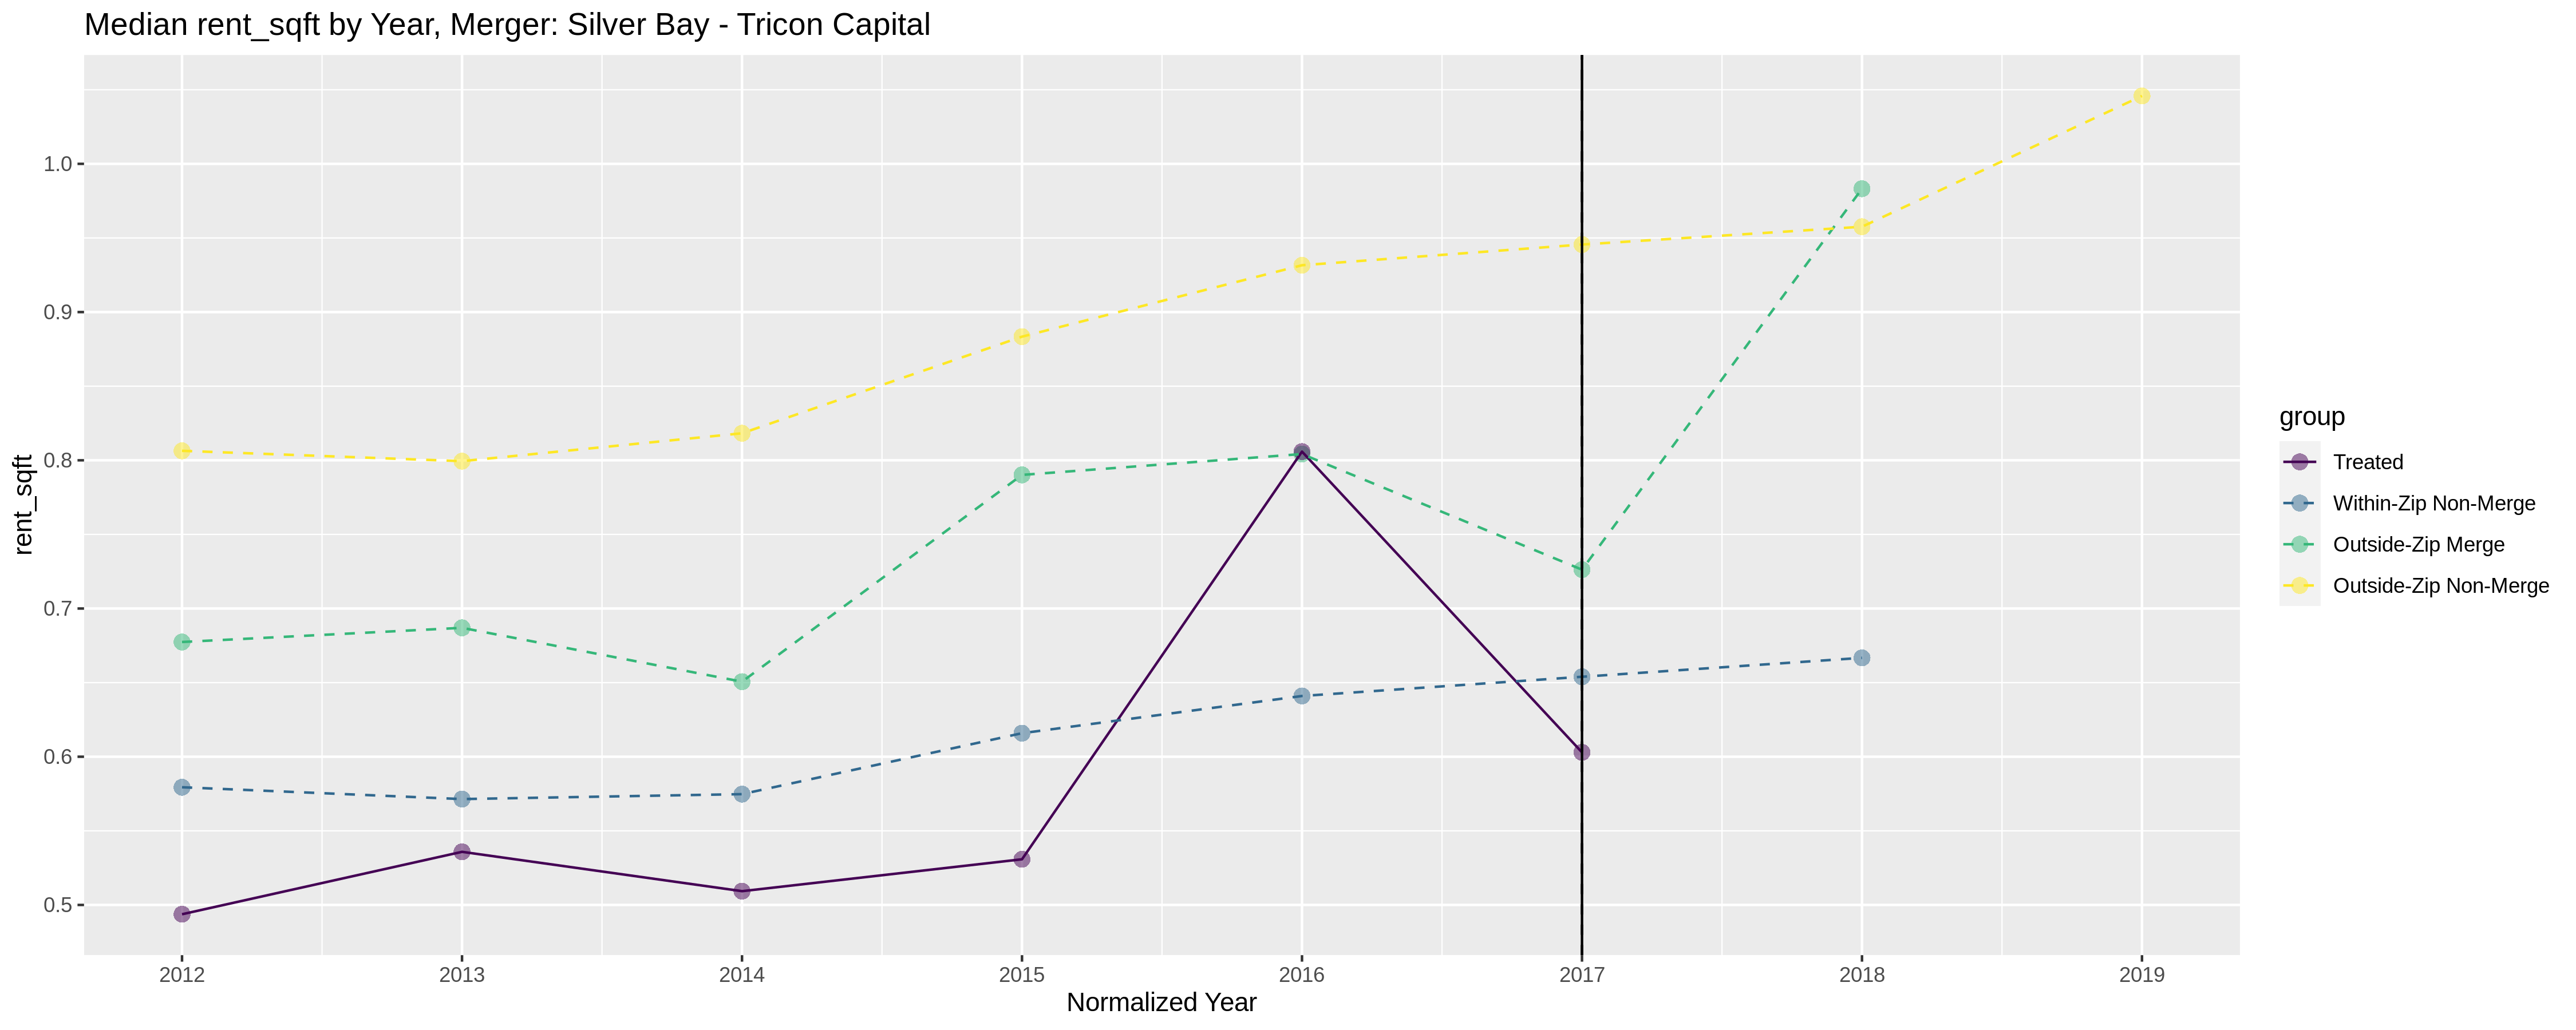 Median rent_sqft by Year, Merger: Silver Bay - Tricon Capital
rent_sqft
1.0
0.9
0.8
0.7
0.6
0.5
2012 2013 2014 2015 2016 2017 2018 2019
Normalized Year
group
Treated
Within-Zip Non-Merge
Outside-Zip Merge
Outside-Zip Non-Merge